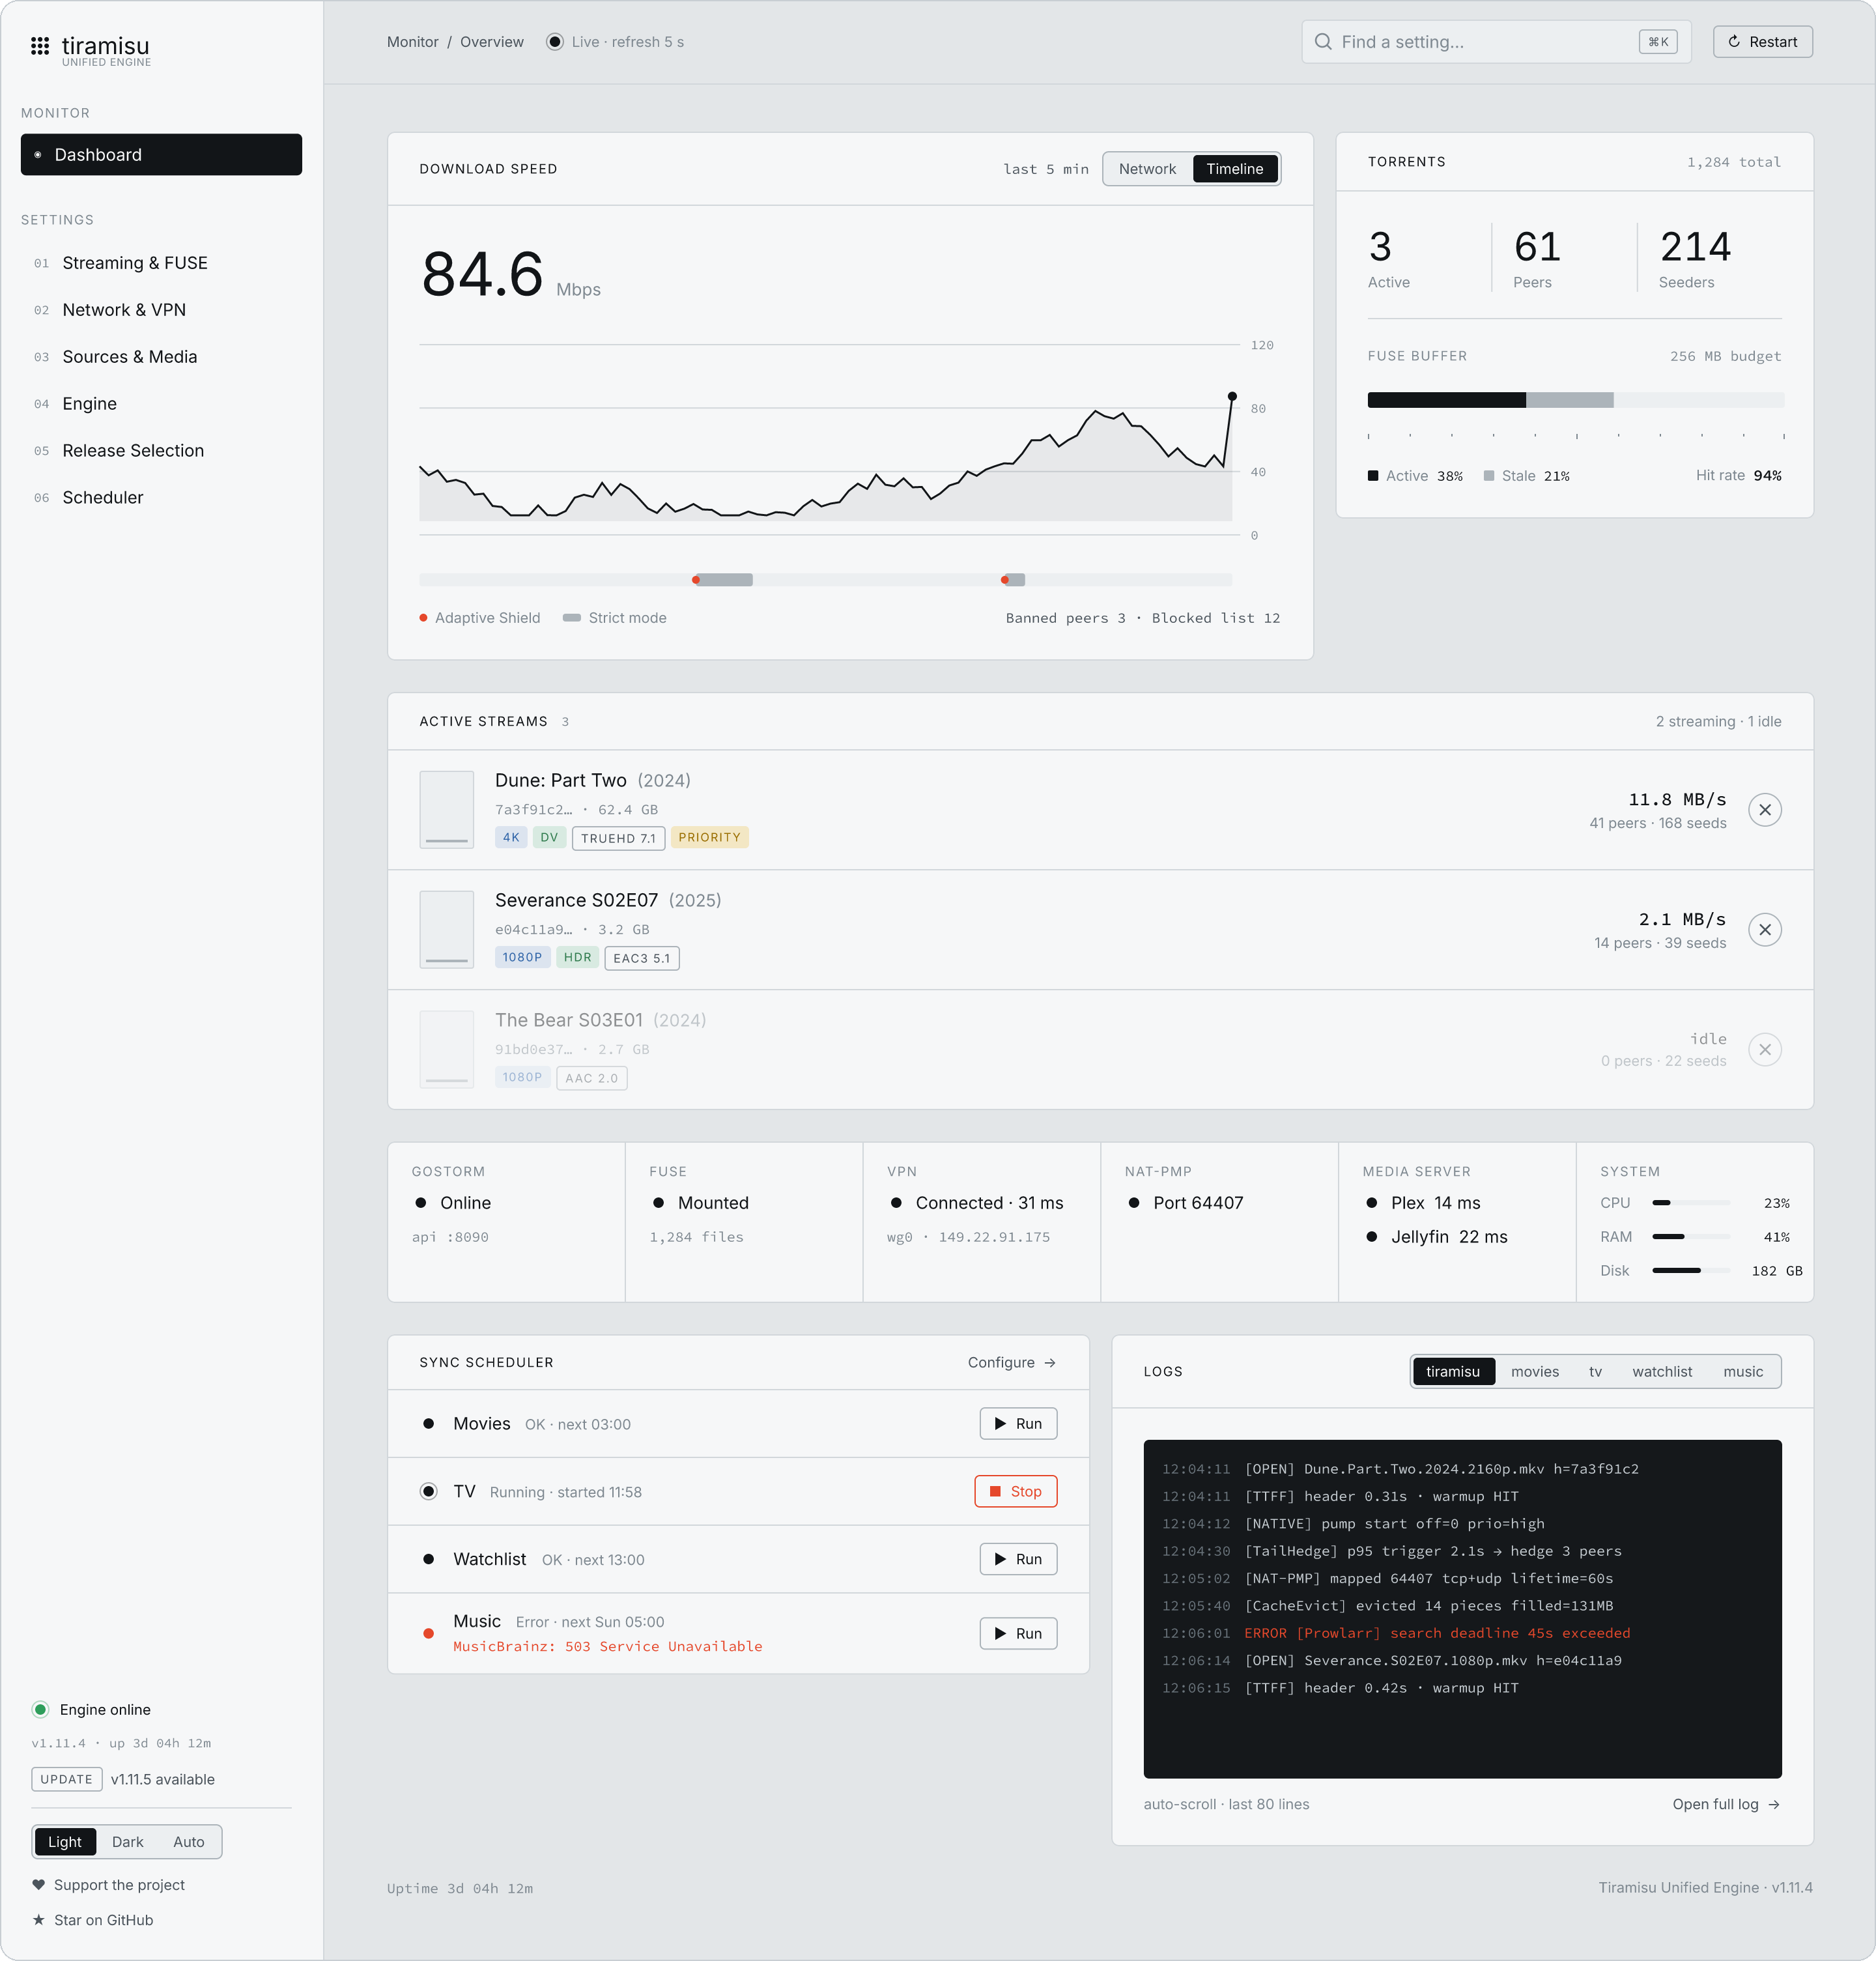 tiramisu
UNIFIED ENGINE
MONITOR
Dashboard
SETTINGS
01 Streaming & FUSE
02 Network & VPN
03 Sources & Media
04 Engine
05 Release Selection
06 Scheduler
Engine online
v1.11.4 · up 3d 04h 12m
UPDATE v1.11.5 available
Light Dark Auto
♥ Support the project
★ Star on GitHub
Monitor / Overview Live · refresh 5 s
Find a setting... ⌘K
Restart
DOWNLOAD SPEED last 5 min Network Timeline
84.6 Mbps
120
80
40
0
Adaptive Shield Strict mode Banned peers 3 · Blocked list 12
TORRENTS 1,284 total
3 61 214
Active Peers Seeders
FUSE BUFFER 256 MB budget
Active 38% Stale 21% Hit rate 94%
ACTIVE STREAMS 3 2 streaming · 1 idle
Dune: Part Two (2024)
7a3f91c2… · 62.4 GB
4K DV TRUEHD 7.1 PRIORITY
11.8 MB/s
41 peers · 168 seeds
Severance S02E07 (2025)
e04c11a9… · 3.2 GB
1080P HDR EAC3 5.1
2.1 MB/s
14 peers · 39 seeds
The Bear S03E01 (2024)
91bd0e37… · 2.7 GB
1080P AAC 2.0
idle
0 peers · 22 seeds
GOSTORM
Online
api :8090
FUSE
Mounted
1,284 files
VPN
Connected · 31 ms
wg0 · 149.22.91.175
NAT-PMP
Port 64407
MEDIA SERVER
Plex 14 ms
Jellyfin 22 ms
SYSTEM
CPU 23%
RAM 41%
Disk 182 GB
SYNC SCHEDULER Configure →
Movies OK · next 03:00 Run
TV Running · started 11:58 Stop
Watchlist OK · next 13:00 Run
Music Error · next Sun 05:00 Run
MusicBrainz: 503 Service Unavailable
LOGS tiramisu movies tv watchlist music
12:04:11 [OPEN] Dune.Part.Two.2024.2160p.mkv h=7a3f91c2
12:04:11 [TTFF] header 0.31s · warmup HIT
12:04:12 [NATIVE] pump start off=0 prio=high
12:04:30 [TailHedge] p95 trigger 2.1s → hedge 3 peers
12:05:02 [NAT-PMP] mapped 64407 tcp+udp lifetime=60s
12:05:40 [CacheEvict] evicted 14 pieces filled=131MB
12:06:01 ERROR [Prowlarr] search deadline 45s exceeded
12:06:14 [OPEN] Severance.S02E07.1080p.mkv h=e04c11a9
12:06:15 [TTFF] header 0.42s · warmup HIT
auto-scroll · last 80 lines Open full log →
Uptime 3d 04h 12m Tiramisu Unified Engine · v1.11.4